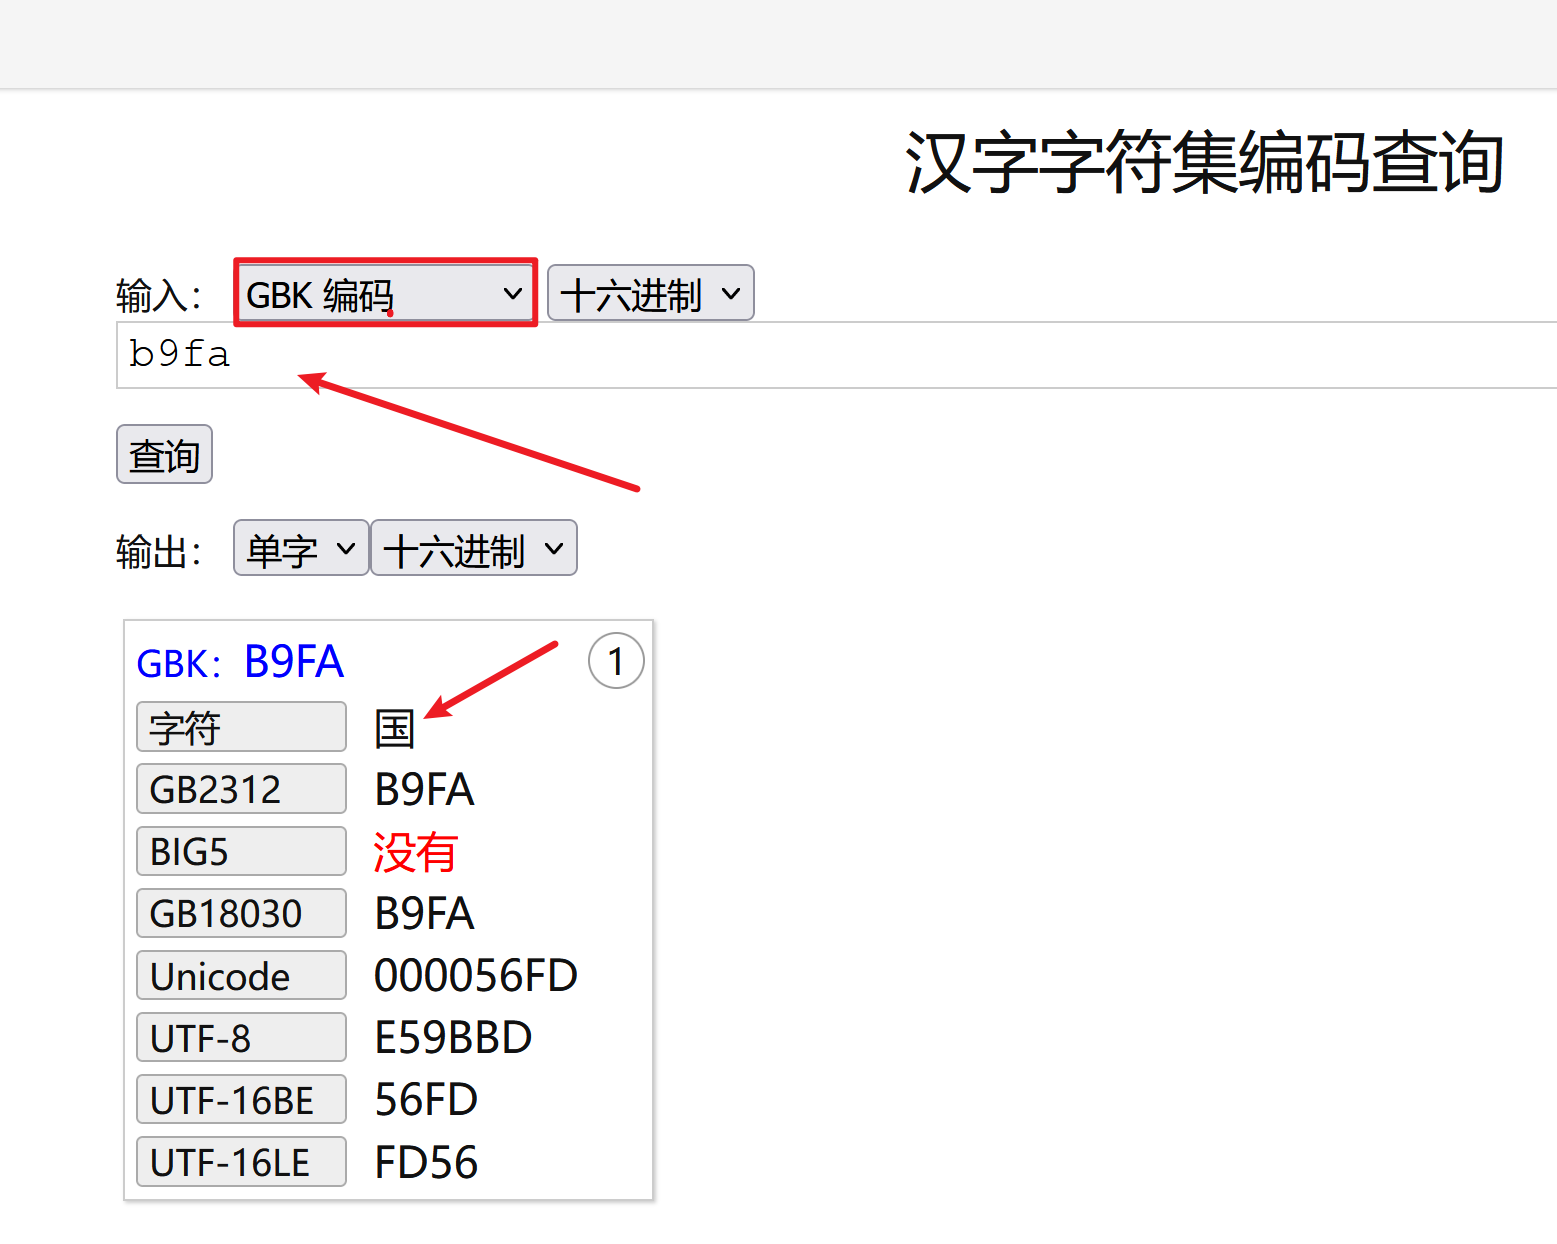 汉字字符集编码查询
输入： GBK 编码 十六进制
b9fa
查询
输出： 单字 十六进制
GBK： B9FA 1
字符 国
GB2312 B9FA
BIG5 没有
GB18030 B9FA
Unicode 000056FD
UTF-8 E59BBD
UTF-16BE 56FD
UTF-16LE FD56